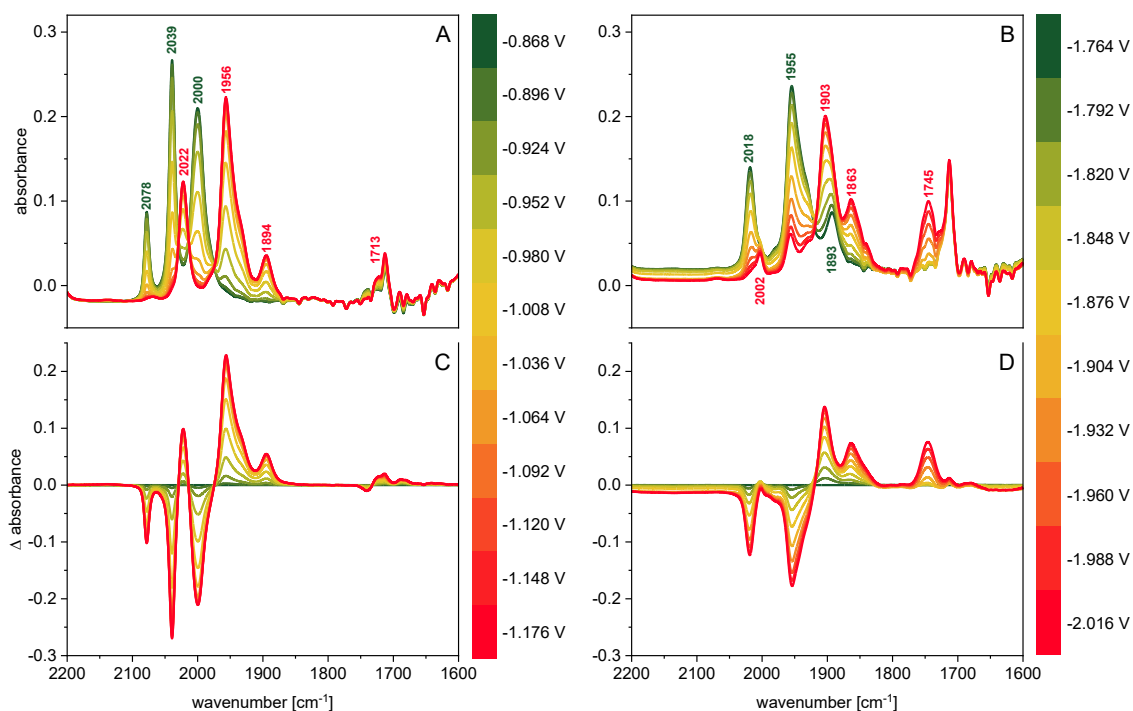 A
B
C
D
0.3
0.2
0.1
0.0
absorbance
2078
2039
2022
2000
1956
1894
1713
0.3
0.2
0.1
0.0
absorbance
2018
2002
1955
1903
1893
1863
1745
0.2
0.1
0.0
-0.1
-0.2
-0.3
Δ absorbance
2200
2100
2000
1900
1800
1700
1600
wavenumber [cm⁻¹]
0.2
0.1
0.0
-0.1
-0.2
-0.3
2200
2100
2000
1900
1800
1700
1600
wavenumber [cm⁻¹]
-0.868 V
-0.896 V
-0.924 V
-0.952 V
-0.980 V
-1.008 V
-1.036 V
-1.064 V
-1.092 V
-1.120 V
-1.148 V
-1.176 V
-1.764 V
-1.792 V
-1.820 V
-1.848 V
-1.876 V
-1.904 V
-1.932 V
-1.960 V
-1.988 V
-2.016 V